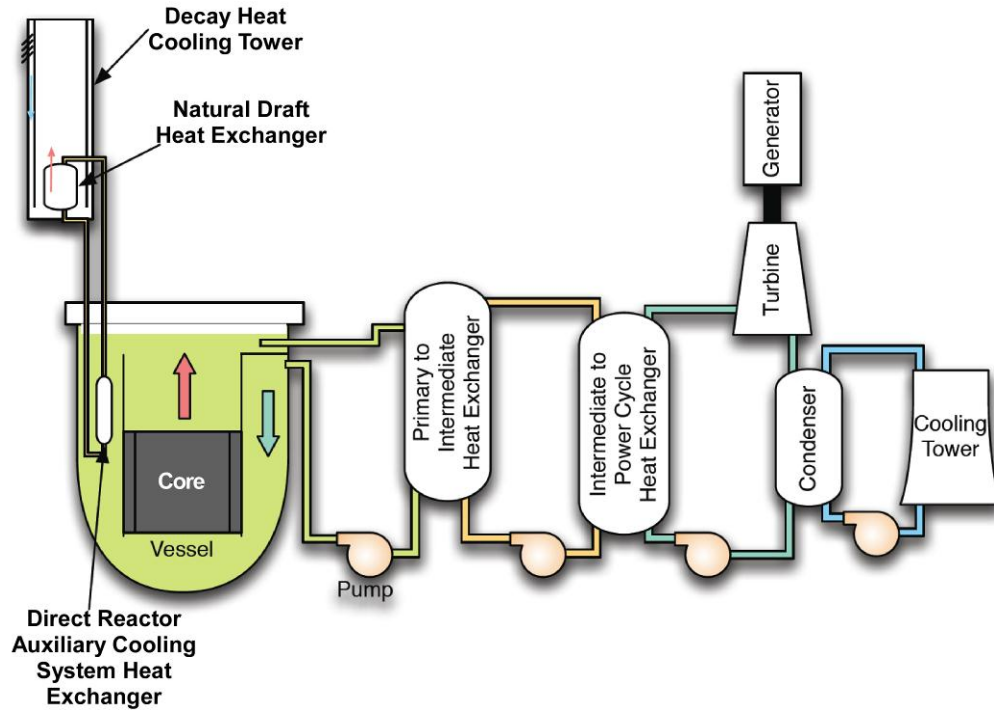 Decay Heat
Cooling Tower
Natural Draft
Heat Exchanger
Generator
Turbine
Primary to
Intermediate
Heat Exchanger
Intermediate to
Power Cycle
Heat Exchanger
Condenser
Cooling
Tower
Core
Vessel
Pump
Direct Reactor
Auxiliary Cooling
System Heat
Exchanger